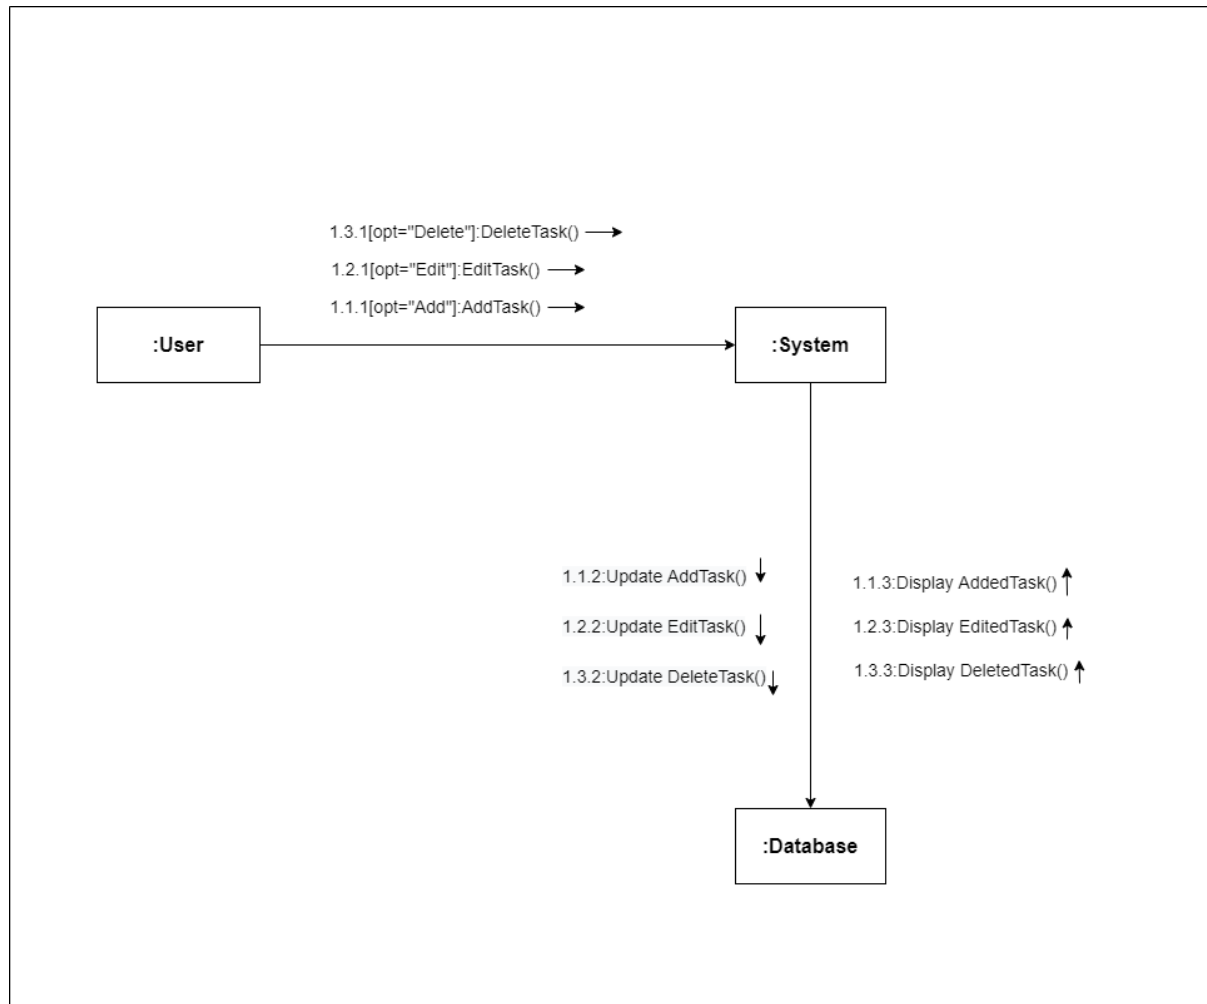 1.3.1[opt="Delete"]:DeleteTask()
1.2.1[opt="Edit"]:EditTask()
1.1.1[opt="Add"]:AddTask()
:User
:System
1.1.2:Update AddTask()
1.1.3:Display AddedTask()
1.2.2:Update EditTask()
1.2.3:Display EditedTask()
1.3.2:Update DeleteTask()
1.3.3:Display DeletedTask()
:Database